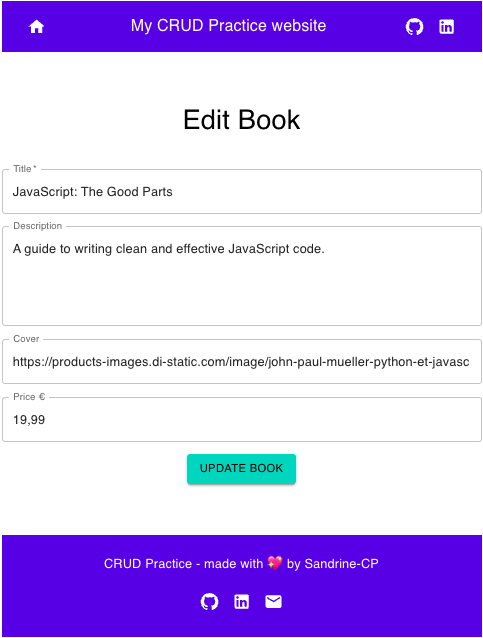 My CRUD Practice website
Edit Book
Title *
JavaScript: The Good Parts
Description
A guide to writing clean and effective JavaScript code.
Cover
https://products-images.di-static.com/image/john-paul-mueller-python-et-javasc
Price €
19,99
UPDATE BOOK
CRUD Practice - made with 💖 by Sandrine-CP